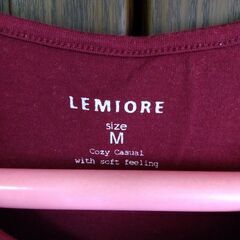 LEMIORE
size
M
Cozy Casual
with soft feeling